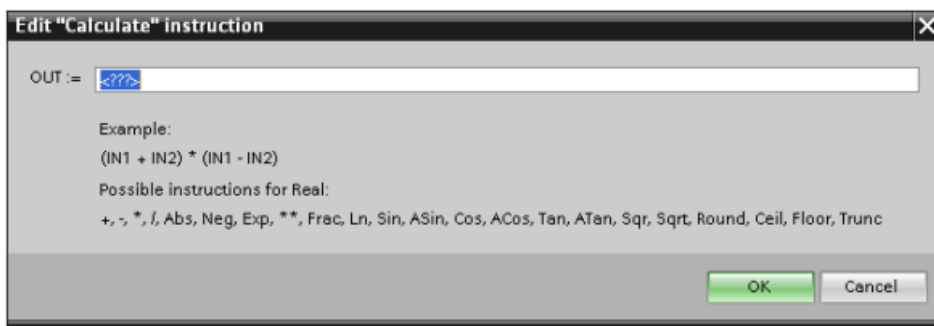 Edit "Calculate" instruction
OUT := <???>
Example:
(IN1 + IN2) * (IN1 - IN2)
Possible instructions for Real:
+, -, *, /, Abs, Neg, Exp, **, Frac, Ln, Sin, ASin, Cos, ACos, Tan, ATan, Sqr, Sqrt, Round, Ceil, Floor, Trunc
OK Cancel